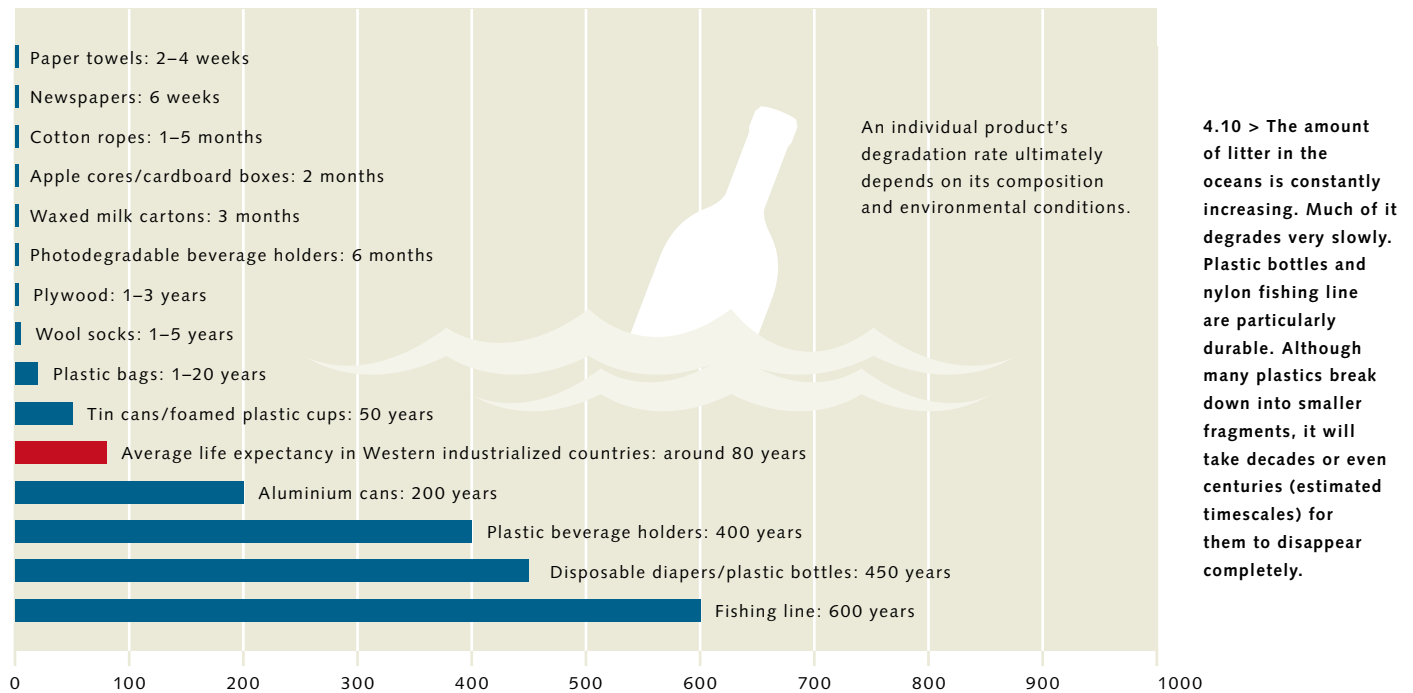 Paper towels: 2–4 weeks
Newspapers: 6 weeks
Cotton ropes: 1–5 months
Apple cores/cardboard boxes: 2 months
Waxed milk cartons: 3 months
Photodegradable beverage holders: 6 months
Plywood: 1–3 years
Wool socks: 1–5 years
Plastic bags: 1–20 years
Tin cans/foamed plastic cups: 50 years
Average life expectancy in Western industrialized countries: around 80 years
Aluminium cans: 200 years
Plastic beverage holders: 400 years
Disposable diapers/plastic bottles: 450 years
Fishing line: 600 years
0 100 200 300 400 500 600 700 800 900 1000
An individual product's
degradation rate ultimately
depends on its composition
and environmental conditions.
4.10 > The amount
of litter in the
oceans is constantly
increasing. Much of it
degrades very slowly.
Plastic bottles and
nylon fishing line
are particularly
durable. Although
many plastics break
down into smaller
fragments, it will
take decades or even
centuries (estimated
timescales) for
them to disappear
completely.